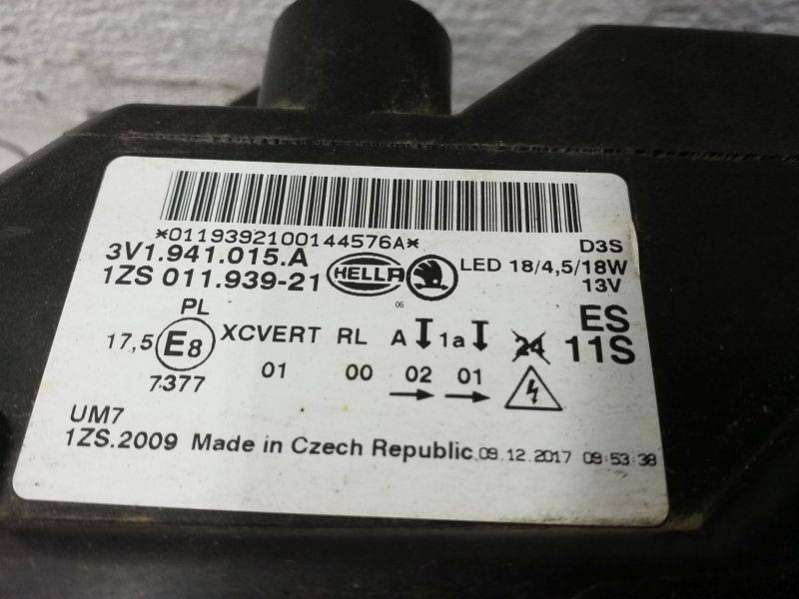 *0119392100144576A*
3V1.941.015.A
D3S
1ZS 011.939-21
HELLA
LED 18/4,5/18W
13V
06
PL
ES
17,5 E8 XCVERT RL A 1a 24 11S
7377 01 00 02 01
UM7
1ZS.2009 Made in Czech Republic 09.12.2017 09:53:38